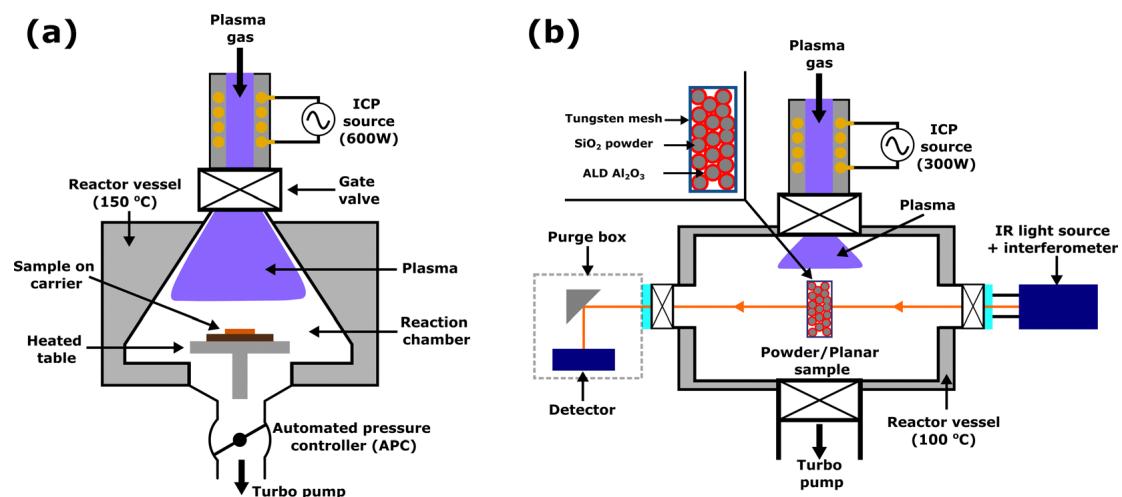 (a)
Plasma
gas
ICP
source
(600W)
Reactor vessel
(150 ºC)
Gate
valve
Sample on
carrier
Plasma
Heated
table
Reaction
chamber
Automated pressure
controller (APC)
Turbo pump
(b)
Plasma
gas
Tungsten mesh
SiO₂ powder
ALD Al₂O₃
ICP
source
(300W)
Plasma
Purge box
IR light source
+ interferometer
Powder/Planar
sample
Detector
Reactor vessel
(100 ºC)
Turbo
pump